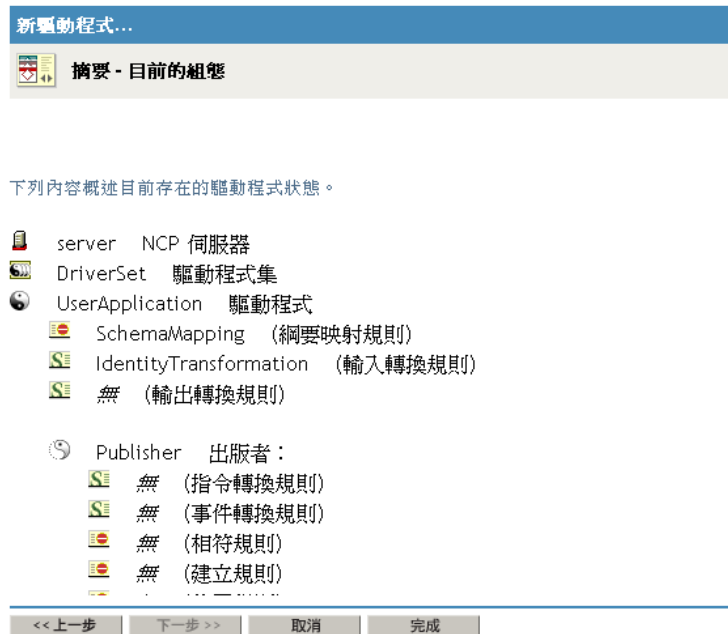 新驅動程式...
摘要 - 目前的組態
下列內容概述目前存在的驅動程式狀態。
server NCP 伺服器
DriverSet 驅動程式集
UserApplication 驅動程式
SchemaMapping (綱要映射規則)
IdentityTransformation (輸入轉換規則)
無 (輸出轉換規則)
Publisher 出版者：
無 (指令轉換規則)
無 (事件轉換規則)
無 (相符規則)
無 (建立規則)
<<上一步 下一步>> 取消 完成